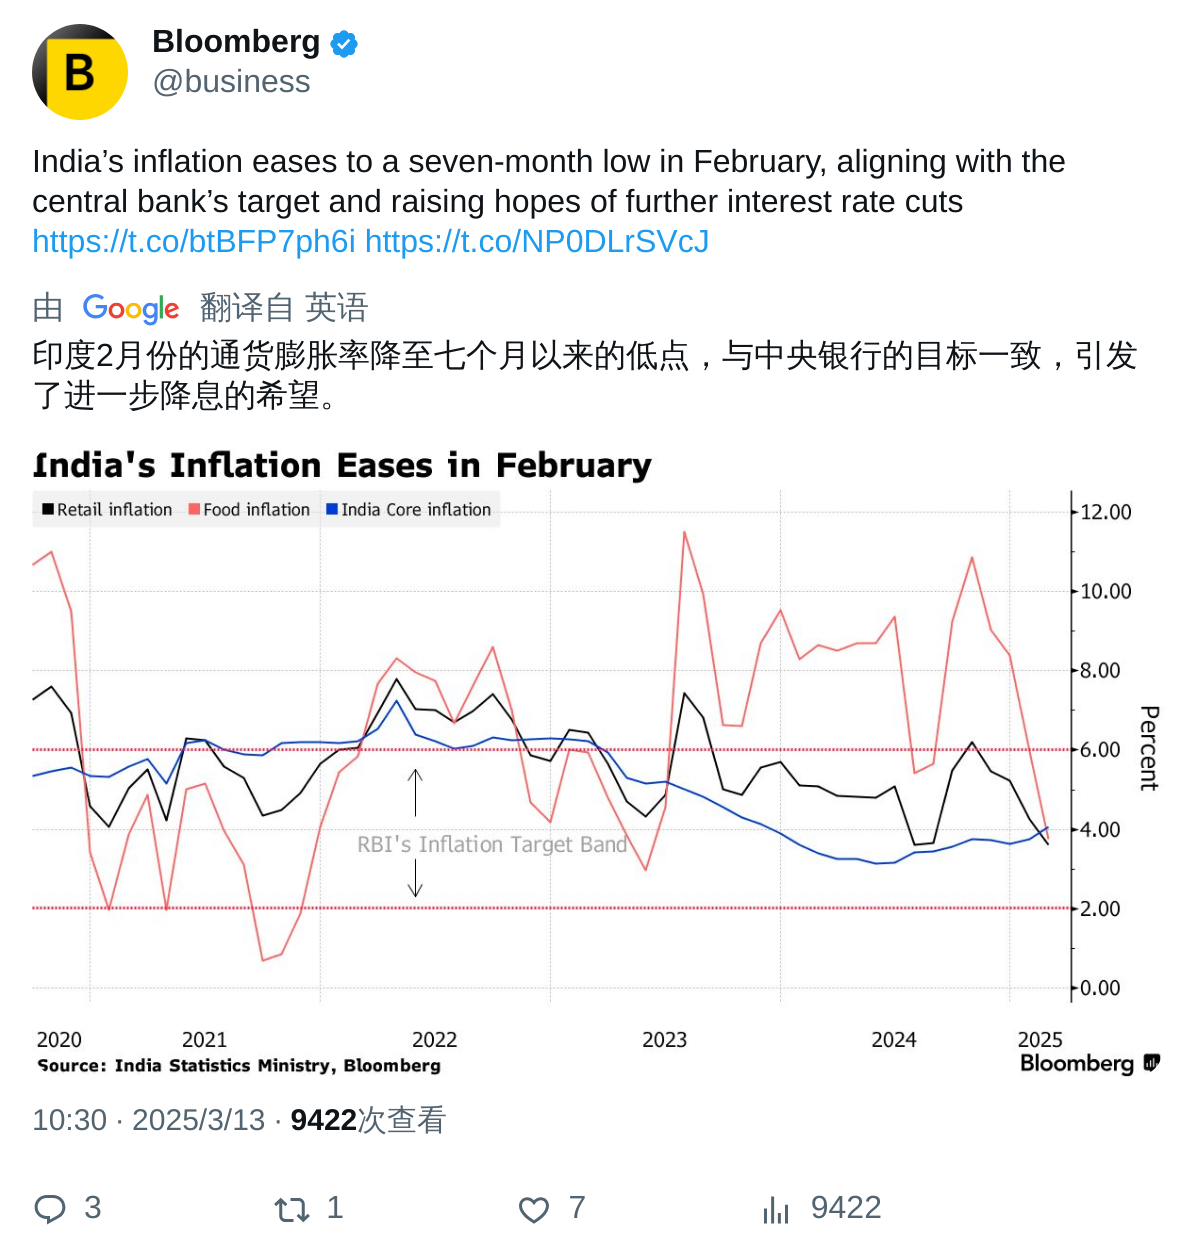 B
Bloomberg
@business
India’s inflation eases to a seven-month low in February, aligning with the
central bank’s target and raising hopes of further interest rate cuts
https://t.co/btBFP7ph6i https://t.co/NP0DLrSVcJ
由 Google 翻译自 英语
印度2月份的通货膨胀率降至七个月以来的低点，与中央银行的目标一致，引发
了进一步降息的希望。
India's Inflation Eases in February
Retail inflation Food inflation India Core inflation
12.00
10.00
8.00
6.00
4.00
2.00
0.00
Percent
RBI's Inflation Target Band
2020 2021 2022 2023 2024 2025
Source: India Statistics Ministry, Bloomberg
Bloomberg
10:30 · 2025/3/13 · 9422次查看
3 1 7 9422